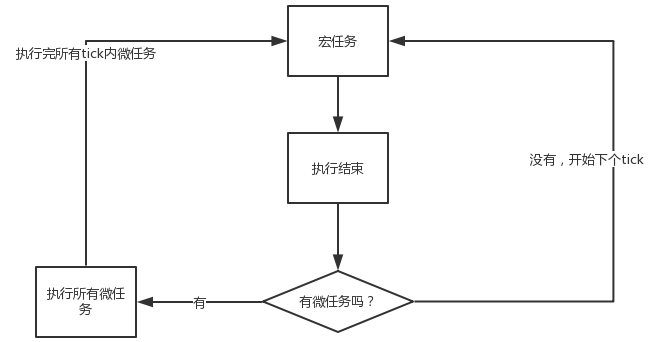 宏任务
执行完所有tick内微任务
执行结束
没有，开始下个tick
执行所有微任
务
有
有微任务吗？